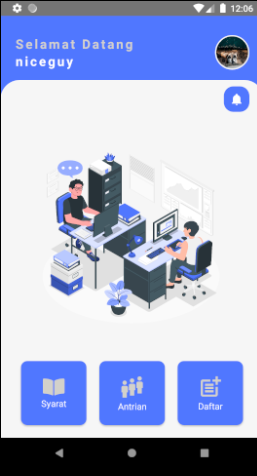 12:06
Selamat Datang
niceguy
Syarat
Antrian
Daftar